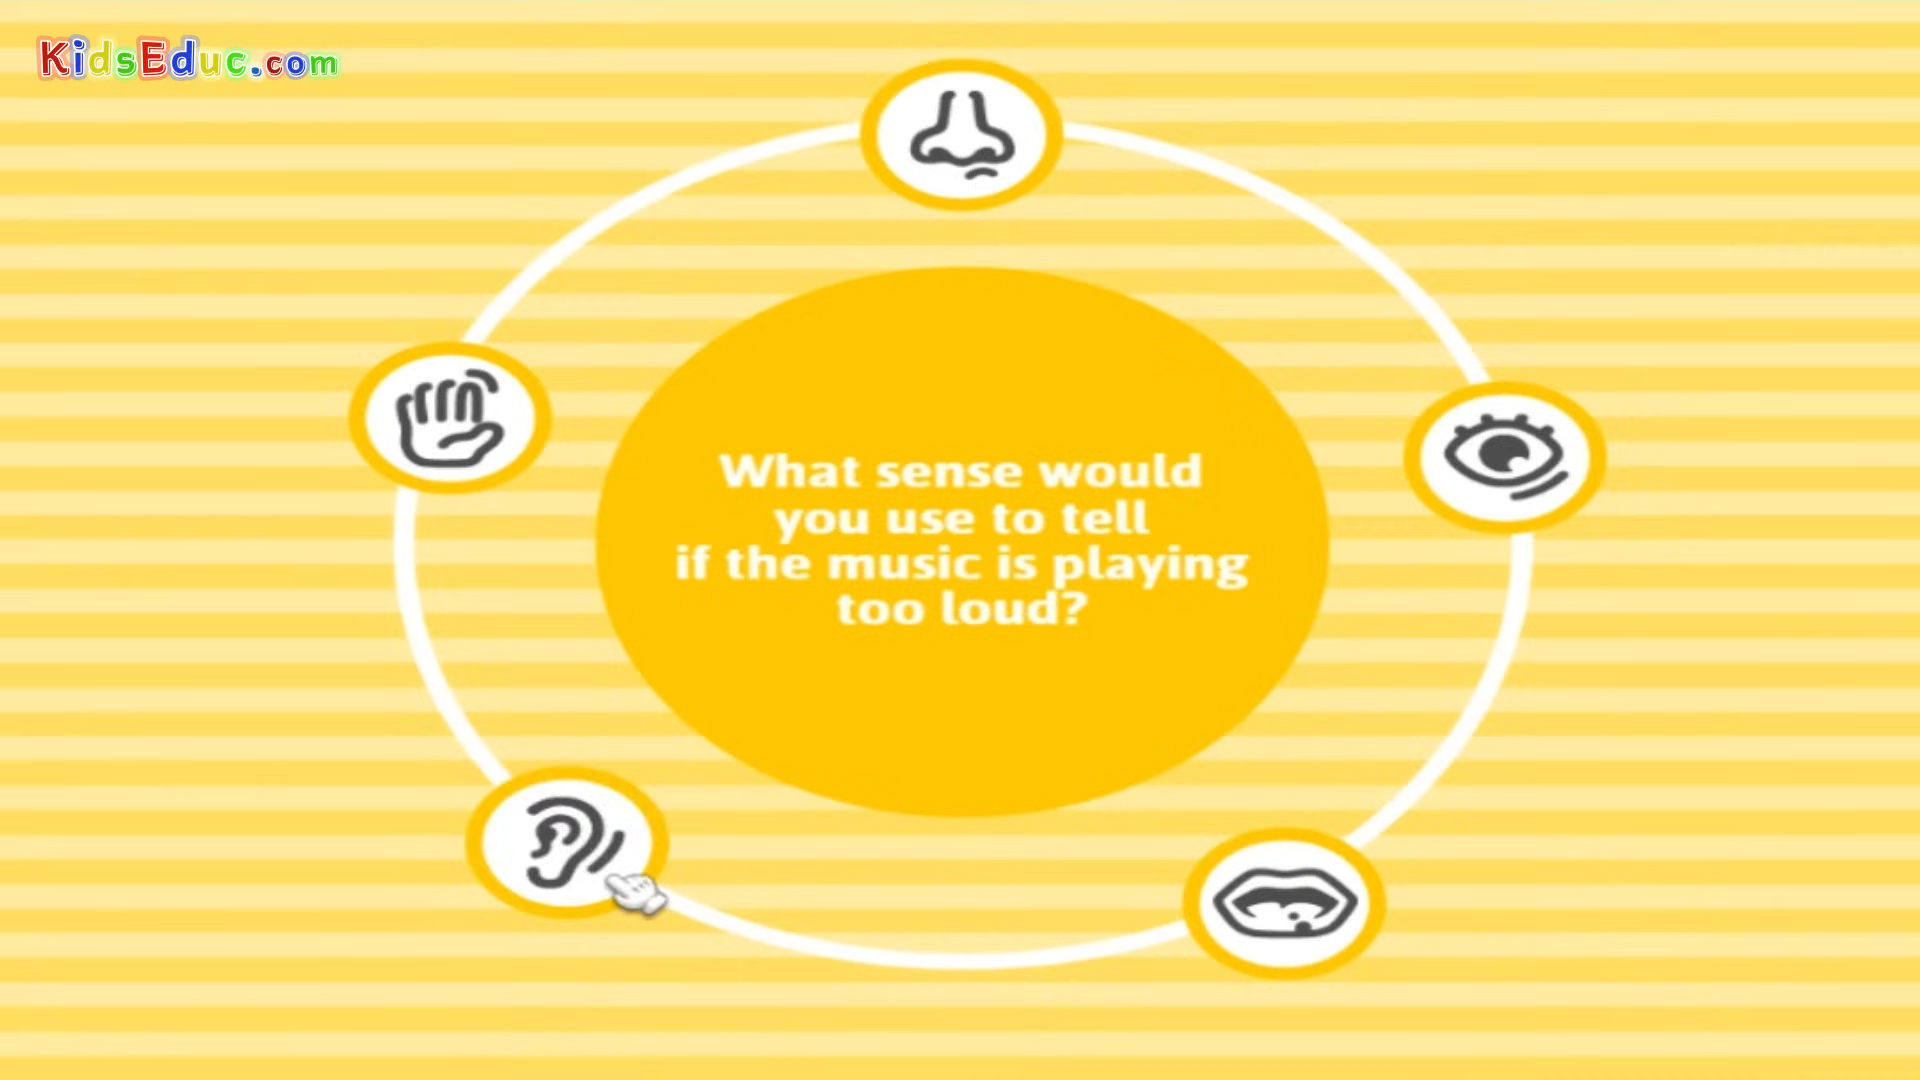 KidsEduc.com
What sense would
you use to tell
if the music is playing
too loud?